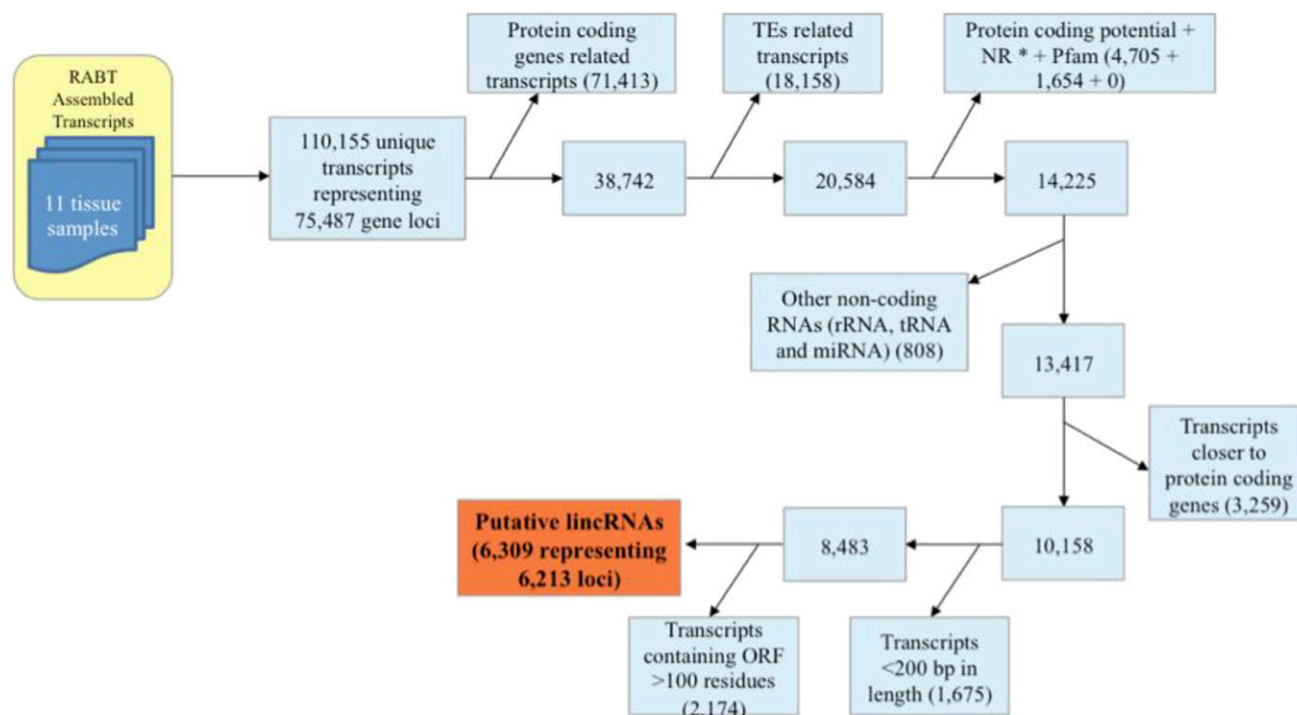 RABT
Assembled
Transcripts
11 tissue
samples
110,155 unique
transcripts
representing
75,487 gene loci
Protein coding
genes related
transcripts (71,413)
38,742
TEs related
transcripts
(18,158)
20,584
Protein coding potential +
NR * + Pfam (4,705 +
1,654 + 0)
14,225
Other non-coding
RNAs (rRNA, tRNA
and miRNA) (808)
13,417
Transcripts
closer to
protein coding
genes (3,259)
10,158
Transcripts
<200 bp in
length (1,675)
8,483
Transcripts
containing ORF
>100 residues
(2,174)
Putative lincRNAs
(6,309 representing
6,213 loci)